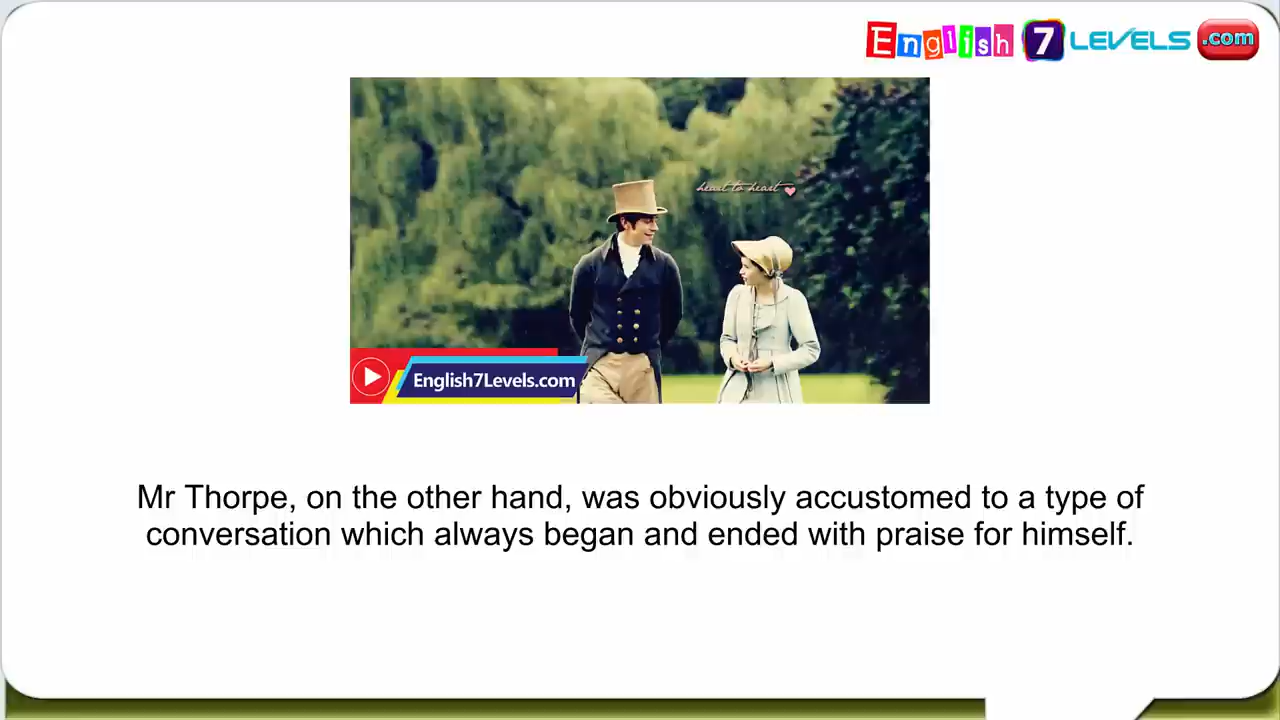 English 7 LEVELS .com
heart to heart
English7Levels.com
Mr Thorpe, on the other hand, was obviously accustomed to a type of
conversation which always began and ended with praise for himself.